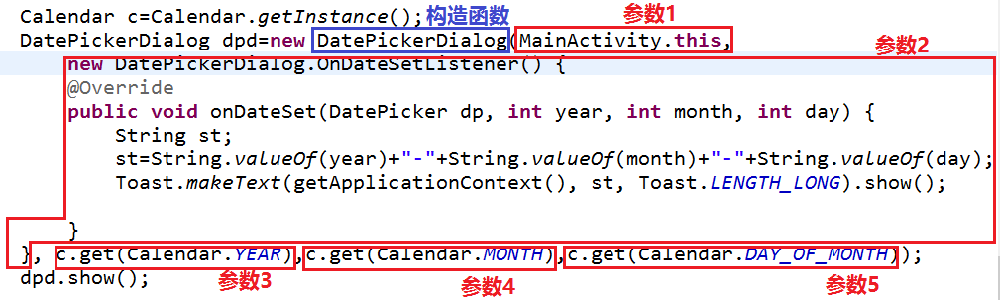 Calendar c=Calendar.getInstance();构造函数 参数1
DatePickerDialog dpd=new DatePickerDialog(MainActivity.this, 参数2
new DatePickerDialog.OnDateSetListener() {
@Override
public void onDateSet(DatePicker dp, int year, int month, int day) {
String st;
st=String.valueOf(year)+"-"+String.valueOf(month)+"-"+String.valueOf(day);
Toast.makeText(getApplicationContext(), st, Toast.LENGTH_LONG).show();
}
}, c.get(Calendar.YEAR),c.get(Calendar.MONTH),c.get(Calendar.DAY_OF_MONTH));
dpd.show(); 参数3 参数4 参数5